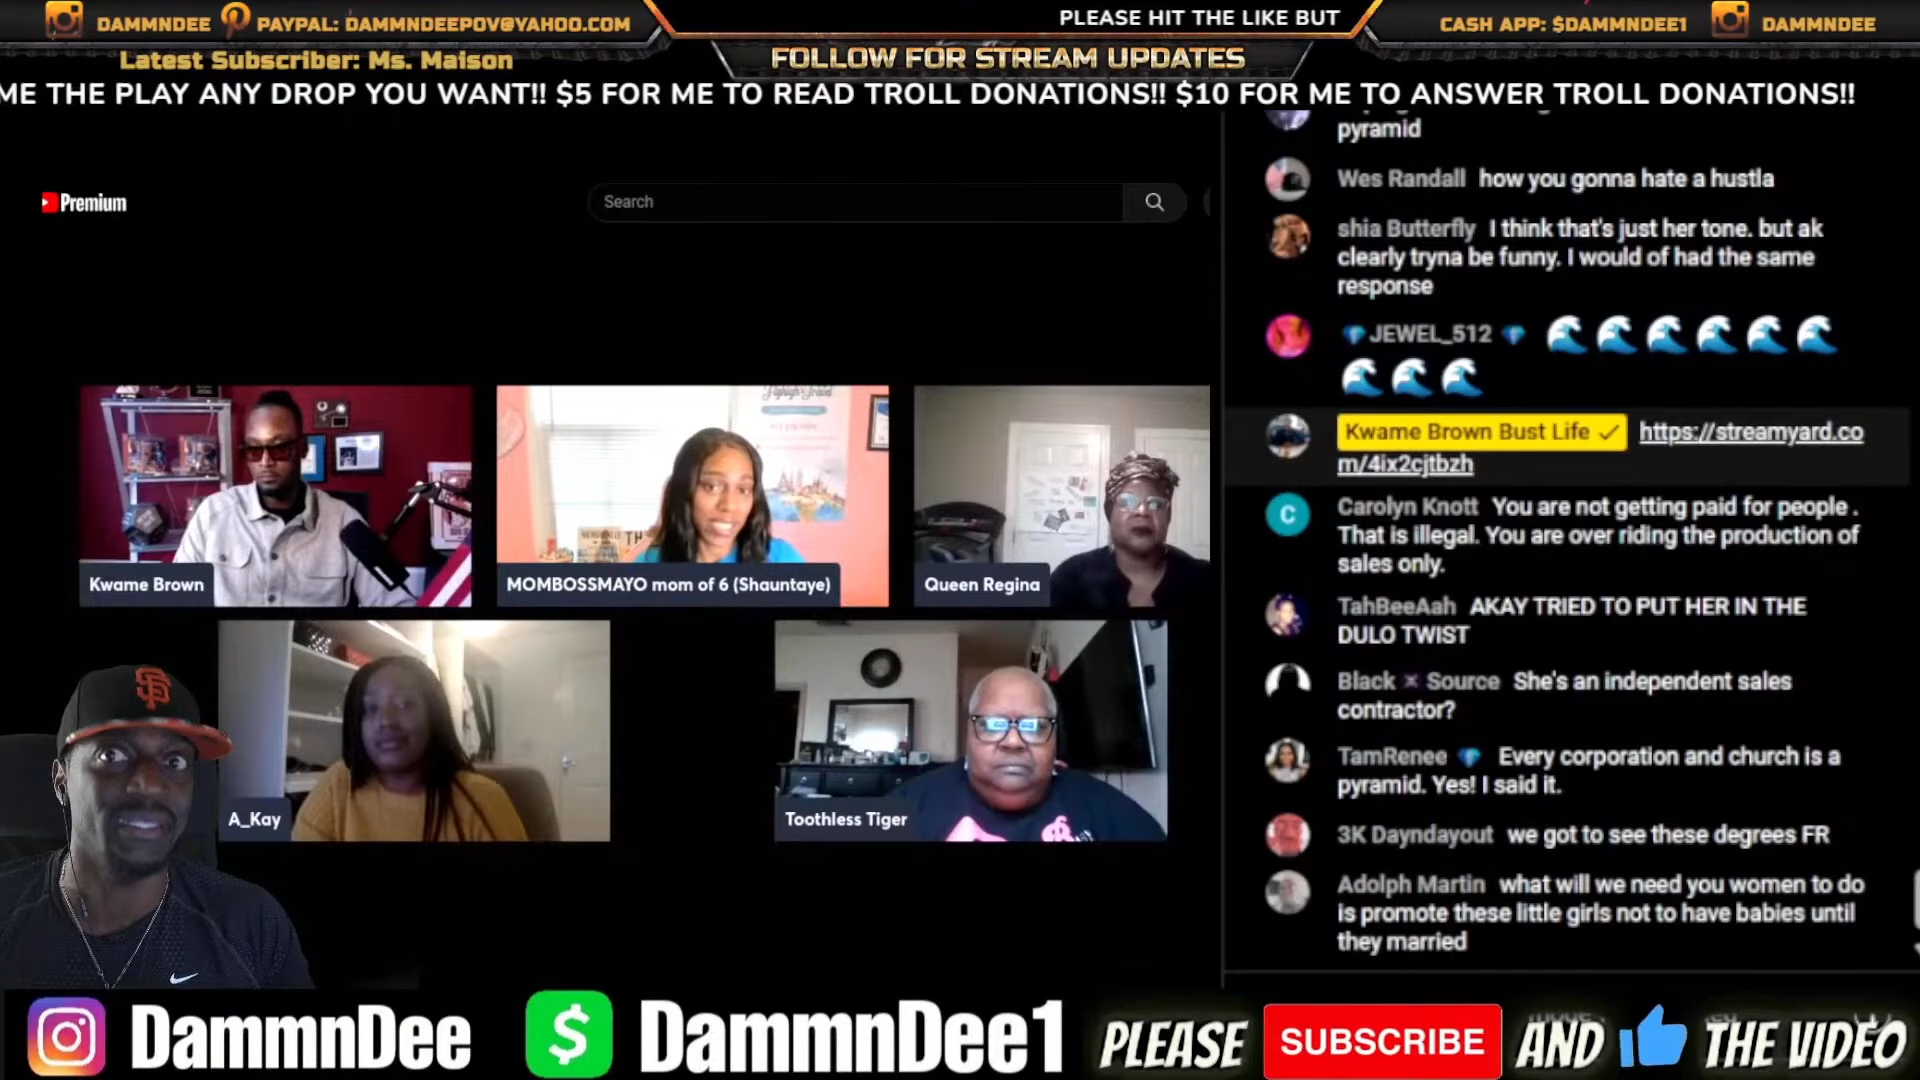 DAMMNDEE
PAYPAL: DAMMNDEEPOV@YAHOO.COM
PLEASE HIT THE LIKE BUT
CASH APP: $DAMMNDEE1
DAMMNDEE
Latest Subscriber: Ms. Maison
FOLLOW FOR STREAM UPDATES
ME THE PLAY ANY DROP YOU WANT!! $5 FOR ME TO READ TROLL DONATIONS!! $10 FOR ME TO ANSWER TROLL DONATIONS!!
Premium
Search
Kwame Brown
MOMBOSSMAYO mom of 6 (Shauntaye)
Queen Regina
A_Kay
Toothless Tiger
pyramid
Wes Randall how you gonna hate a hustla
shia Butterfly I think that's just her tone. but ak
clearly tryna be funny. I would of had the same
response
💎JEWEL_512 💎 🌊🌊🌊🌊🌊🌊
🌊🌊🌊
Kwame Brown Bust Life ✓ https://streamyard.co
m/4ix2cjtbzh
Carolyn Knott You are not getting paid for people .
That is illegal. You are over riding the production of
sales only.
TahBeeAah AKAY TRIED TO PUT HER IN THE
DULO TWIST
Black Source She's an independent sales
contractor?
TamRenee 💎 Every corporation and church is a
pyramid. Yes! I said it.
3K Dayndayout we got to see these degrees FR
Adolph Martin what will we need you women to do
is promote these little girls not to have babies until
they married
DammnDee
DammnDee1
PLEASE SUBSCRIBE AND 👍 THE VIDEO